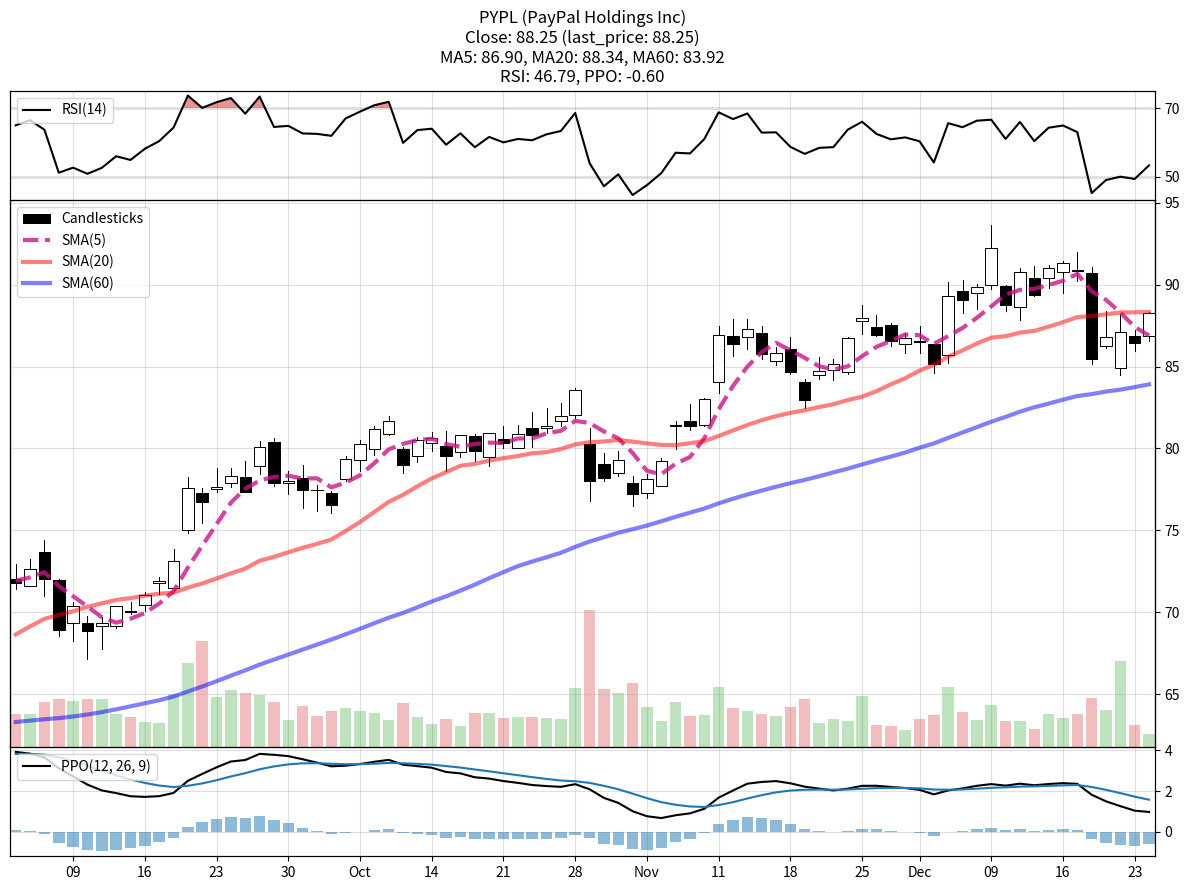 PYPL (PayPal Holdings Inc)
Close: 88.25 (last_price: 88.25)
MA5: 86.90, MA20: 88.34, MA60: 83.92
RSI: 46.79, PPO: -0.60
RSI(14)
70
50
Candlesticks
SMA(5)
SMA(20)
SMA(60)
95
90
85
80
75
70
65
PPO(12, 26, 9)
4
2
0
09 16 23 30 Oct 14 21 28 Nov 11 18 25 Dec 09 16 23